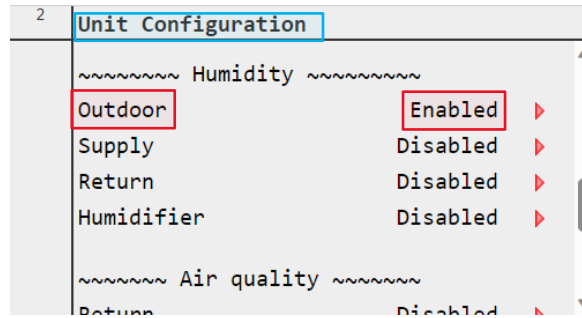 2
Unit Configuration
~~~~~~~~ Humidity ~~~~~~~~~
Outdoor Enabled
Supply Disabled
Return Disabled
Humidifier Disabled
~~~~~~~ Air quality ~~~~~~~
Return Disabled